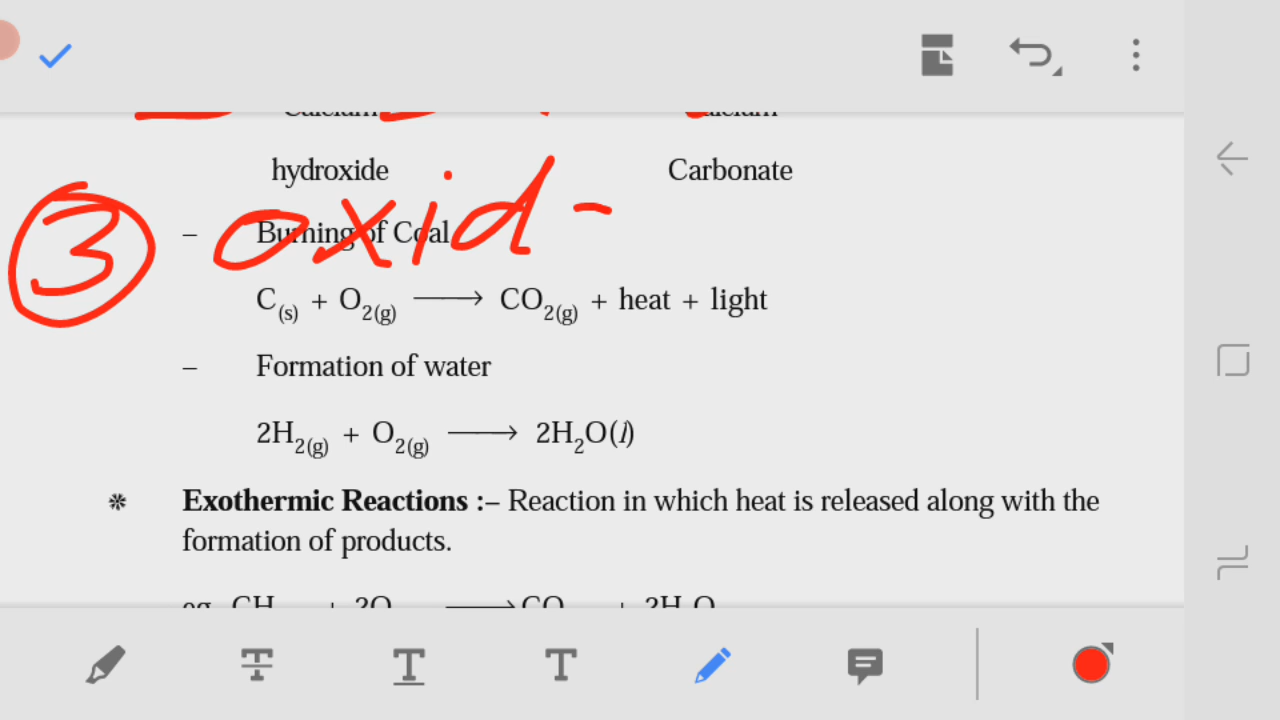 hydroxide Carbonate
③ oxid -
– Burning of Coal
C(s) + O2(g) ⟶ CO2(g) + heat + light
– Formation of water
2H2(g) + O2(g) ⟶ 2H2O(l)
❊ Exothermic Reactions :– Reaction in which heat is released along with the
formation of products.